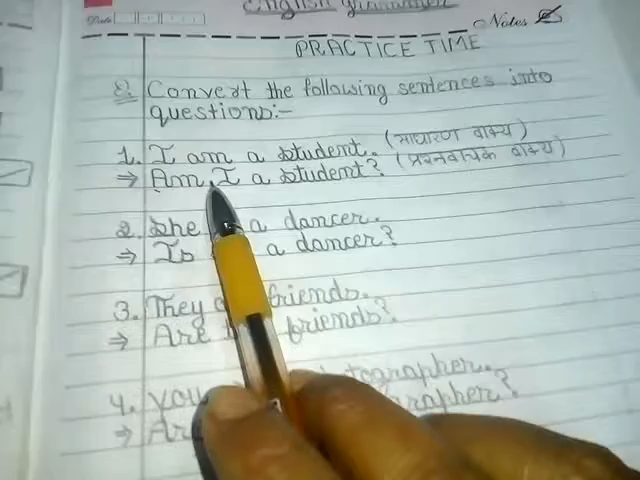 English Grammar
Date
Notes
PRACTICE TIME
Q. Convert the following sentences into
questions:-
1. I am a student. (साधारण वाक्य)
⇒ Am I a student? (प्रश्नवाचक वाक्य)
2. She a dancer.
⇒ Is a dancer?
3. They friends.
⇒ Are friends?
4. You
⇒